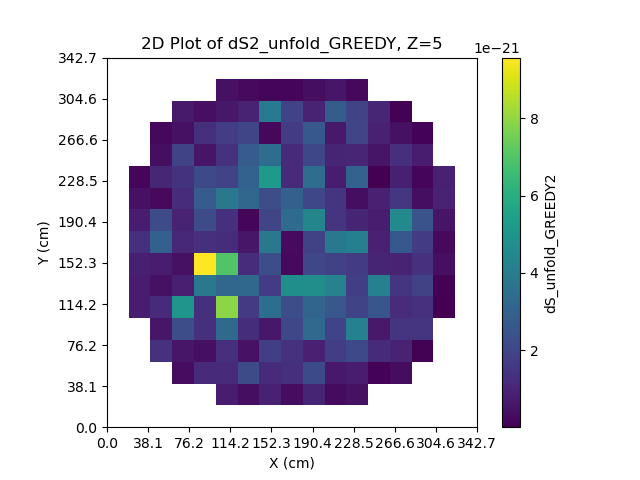 2D Plot of dS2_unfold_GREEDY, Z=5
1e−21
342.7
304.6
266.6
228.5
190.4
152.3
114.2
76.2
38.1
0.0
Y (cm)
0.0 38.1 76.2 114.2 152.3 190.4 228.5 266.6 304.6 342.7
X (cm)
8
6
4
2
dS_unfold_GREEDY2